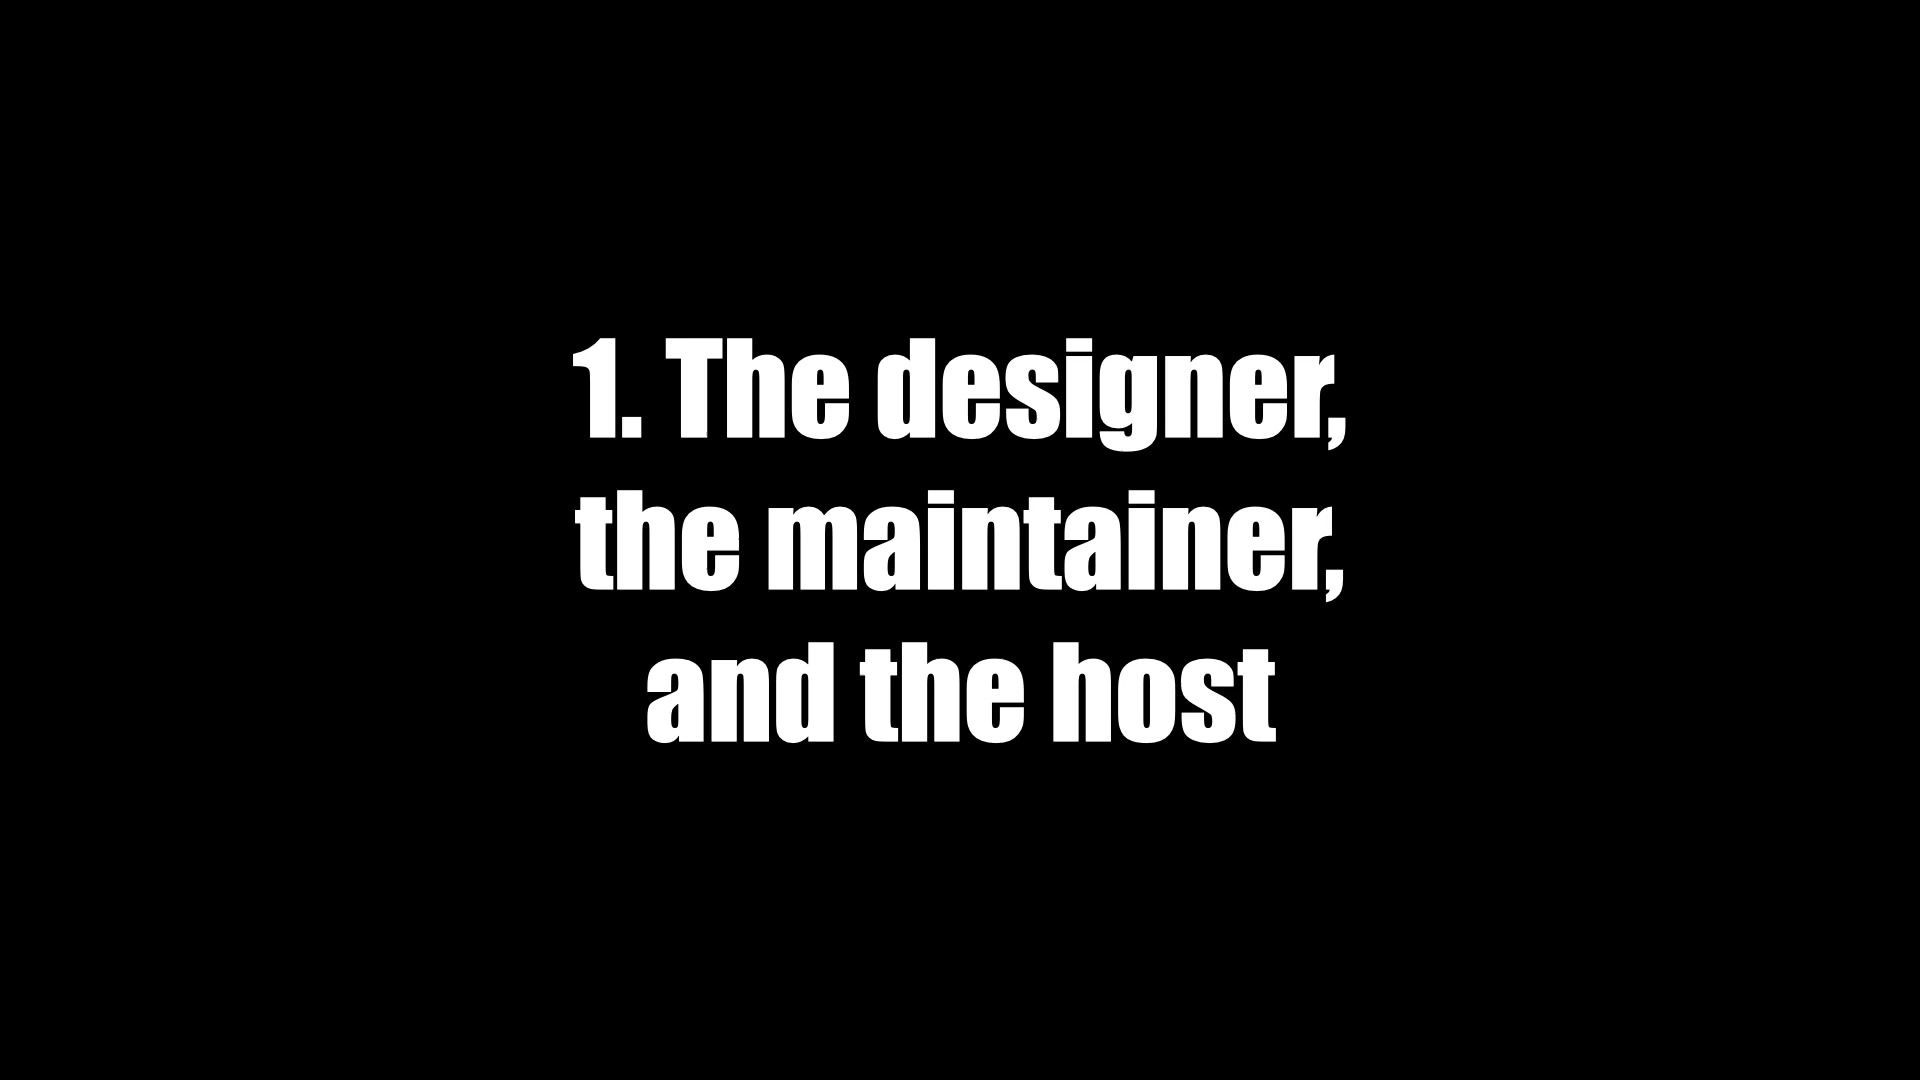 1. The designer,
the maintainer,
and the host